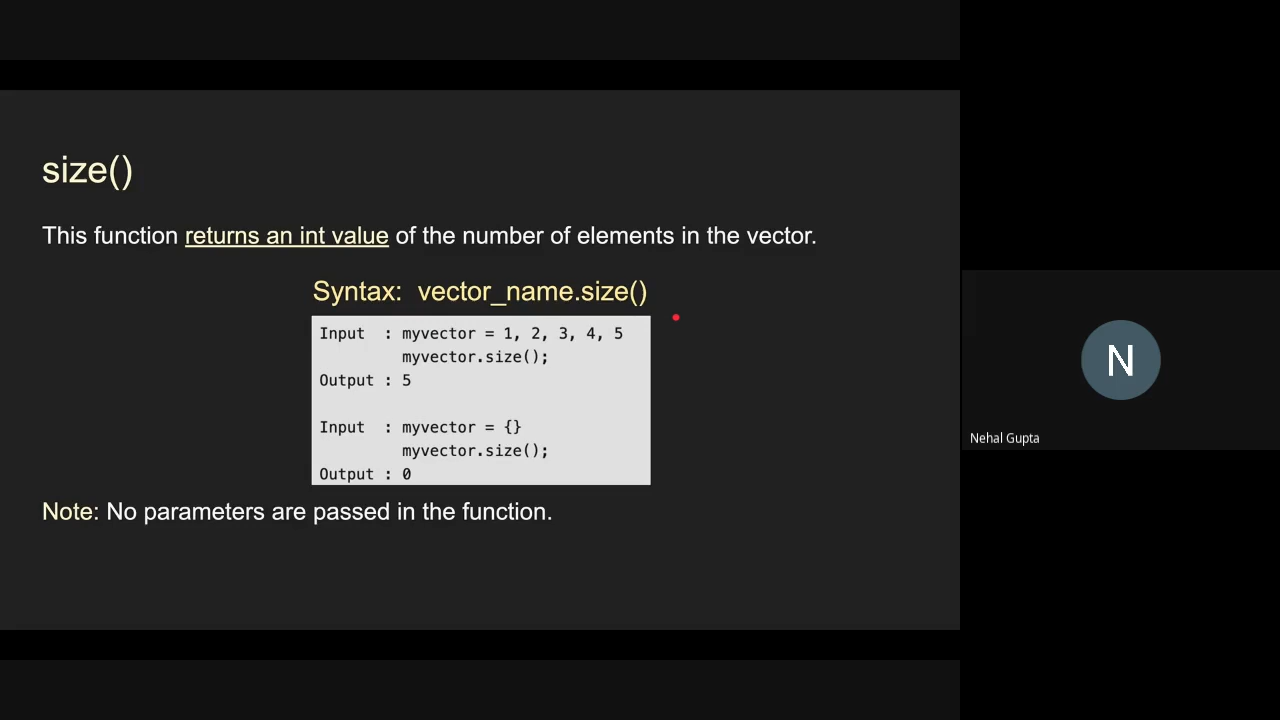 size()
This function returns an int value of the number of elements in the vector.
Syntax:  vector_name.size()
Input  : myvector = 1, 2, 3, 4, 5
         myvector.size();
Output : 5
Input  : myvector = {}
         myvector.size();
Output : 0
Note: No parameters are passed in the function.
N
Nehal Gupta